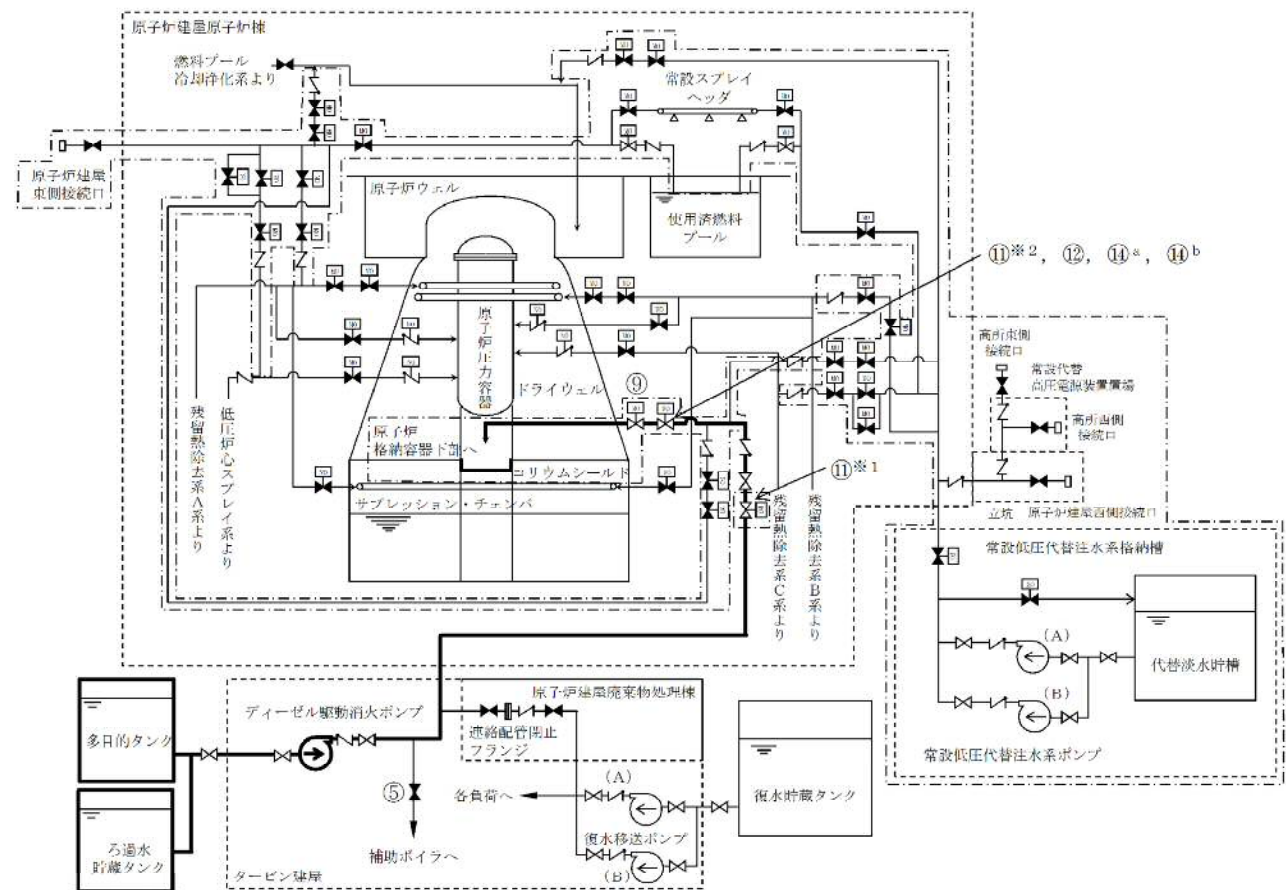 原子炉建屋原子炉棟
燃料プール
冷却浄化系より
常設スプレイ
ヘッダ
原子炉建屋
東側接続口
原子炉ウェル
使用済燃料
プール
⑪※2, ⑫, ⑭a, ⑭b
原子炉圧力容器
高所東側
接続口
常設代替
高圧電源装置置場
高所西側
接続口
ドライウェル
⑨
残留熱除去系A系より
低圧炉心スプレイ系より
原子炉
格納容器下部へ
コリウムシールド
サプレッション・チェンバ
⑪※1
残留熱除去系C系より
残留熱除去系B系より
立坑
原子炉建屋西側接続口
常設低圧代替注水系格納槽
(A)
代替淡水貯槽
(B)
常設低圧代替注水系ポンプ
原子炉建屋廃棄物処理棟
ディーゼル駆動消火ポンプ
多目的タンク
連絡配管閉止
フランジ
⑤
各負荷へ
(A)
復水貯蔵タンク
復水移送ポンプ
ろ過水
貯蔵タンク
補助ボイラへ
(B)
タービン建屋